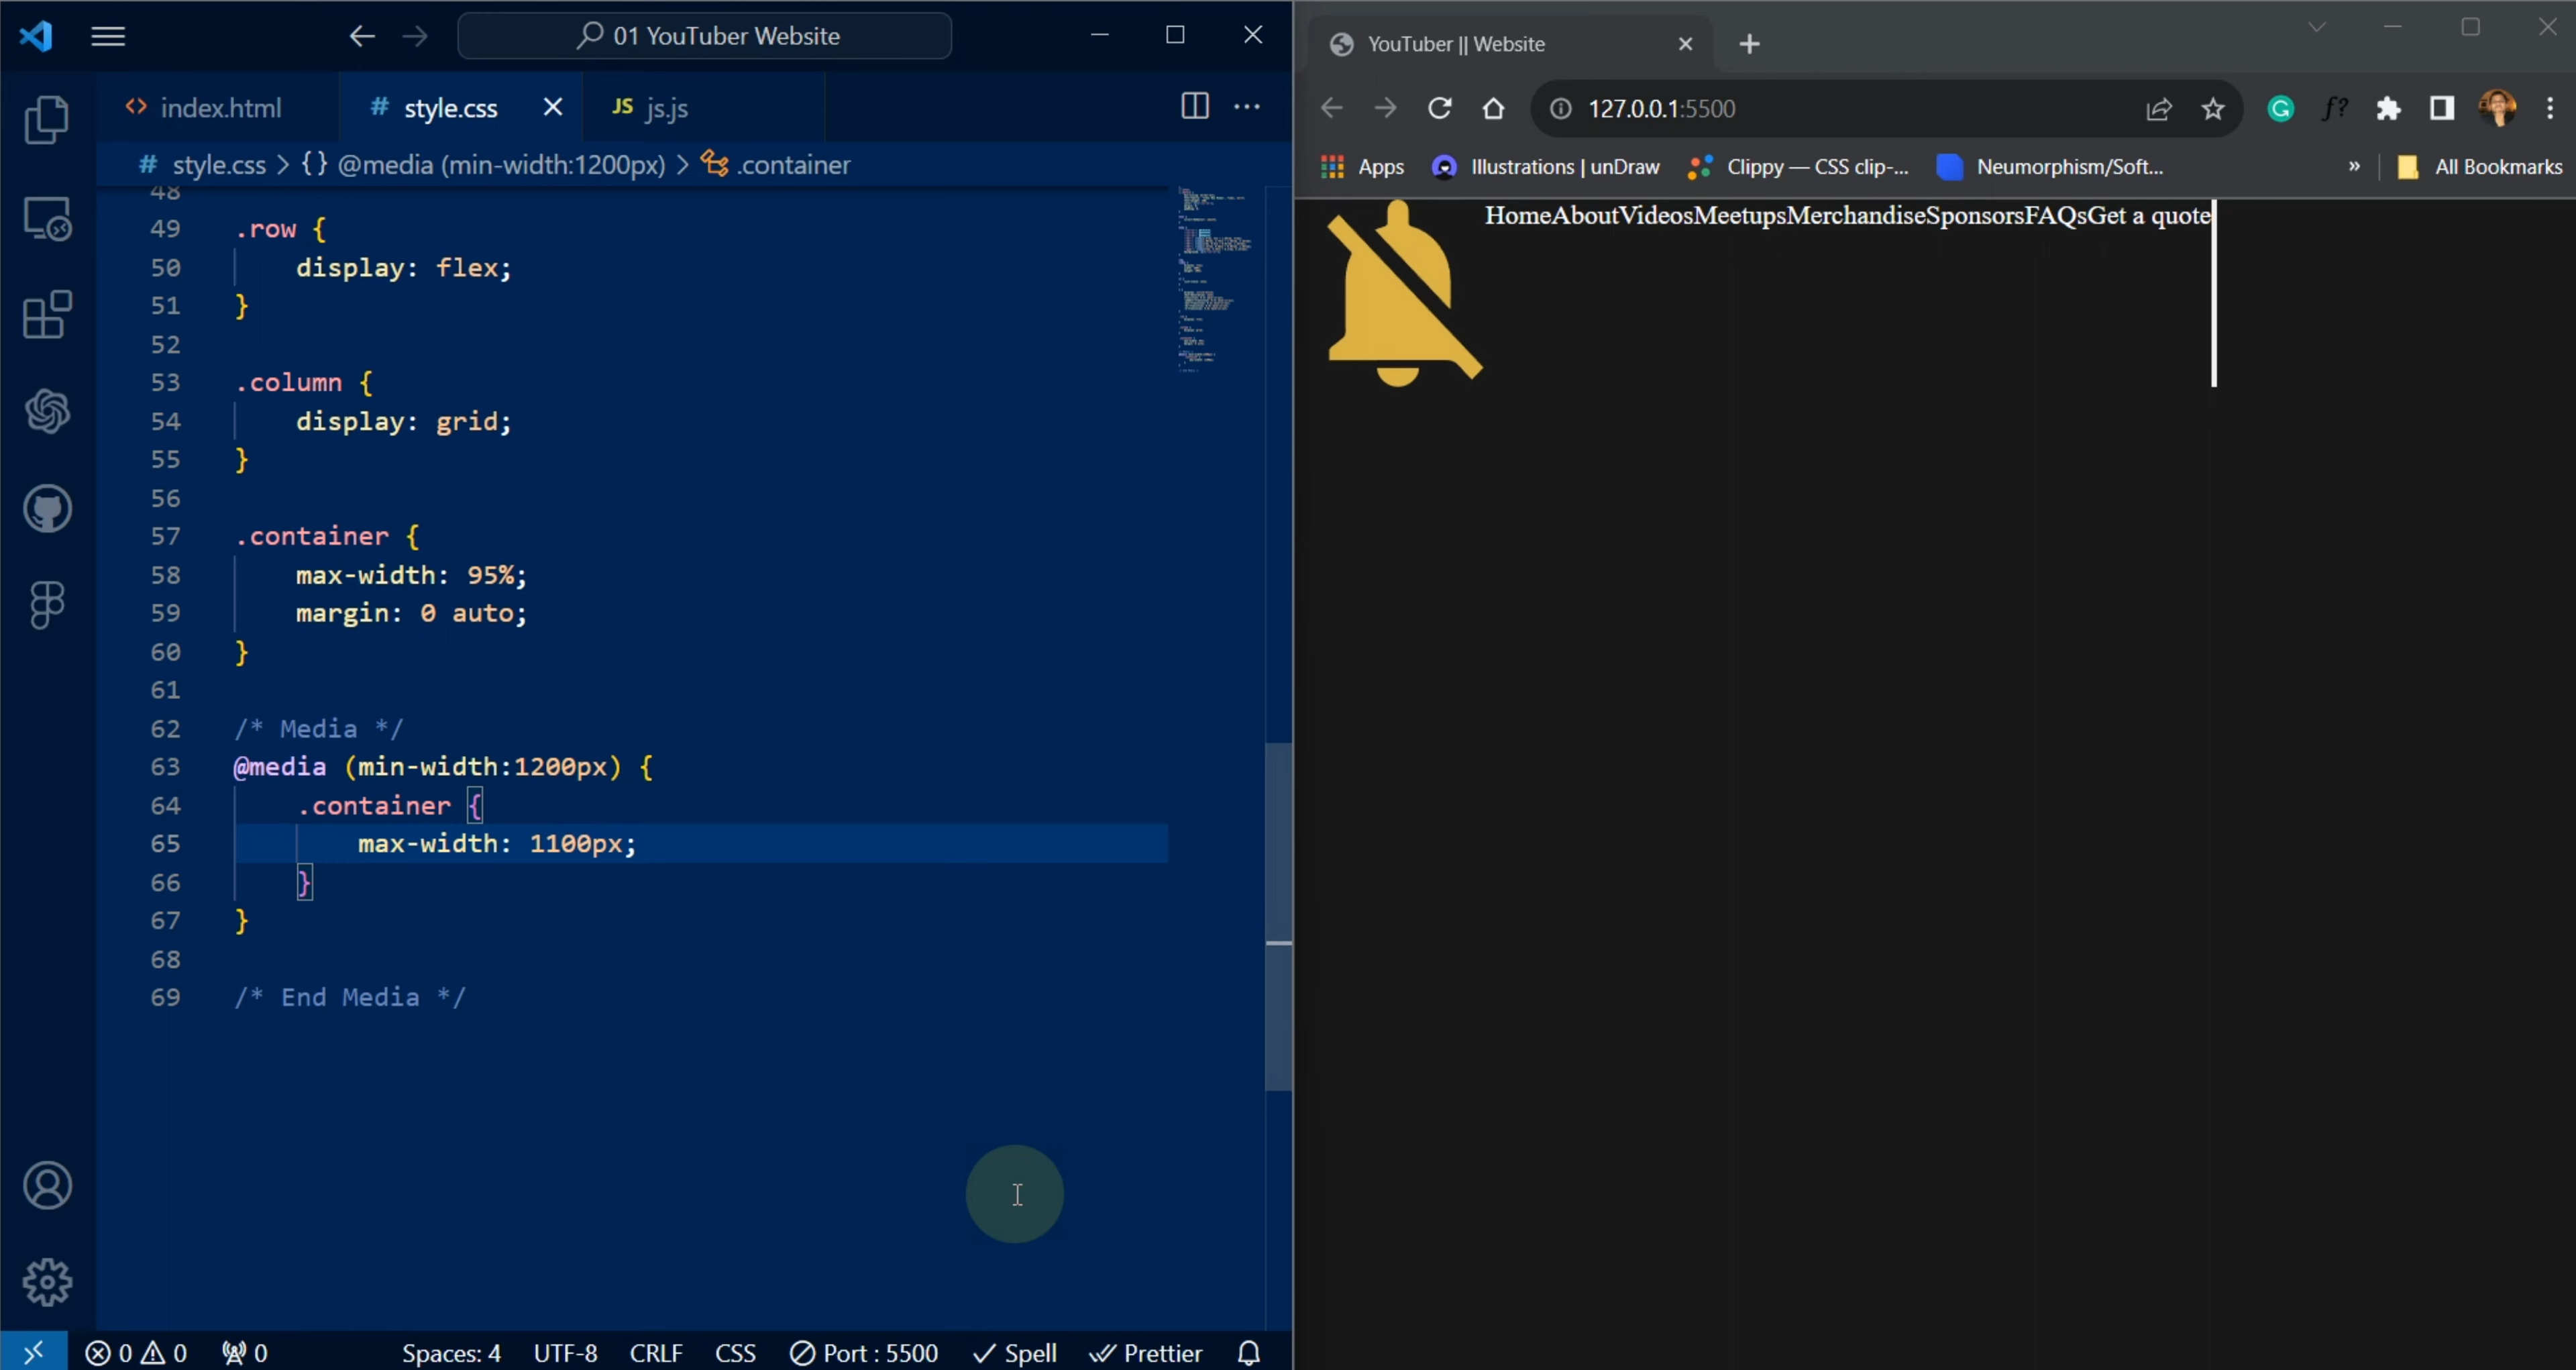 01 YouTuber Website
index.html
# style.css
JS js.js
# style.css > {} @media (min-width:1200px) > .container
48
49 .row {
50 display: flex;
51 }
52
53 .column {
54 display: grid;
55 }
56
57 .container {
58 max-width: 95%;
59 margin: 0 auto;
60 }
61
62 /* Media */
63 @media (min-width:1200px) {
64 .container {
65 max-width: 1100px;
66 }
67 }
68
69 /* End Media */
0 0 0 Spaces: 4 UTF-8 CRLF CSS Port : 5500 Spell Prettier
YouTuber || Website
127.0.0.1:5500
f?
Apps Illustrations | unDraw Clippy — CSS clip-... Neumorphism/Soft... » All Bookmarks
HomeAboutVideosMeetupsMerchandiseSponsorsFAQsGet a quote